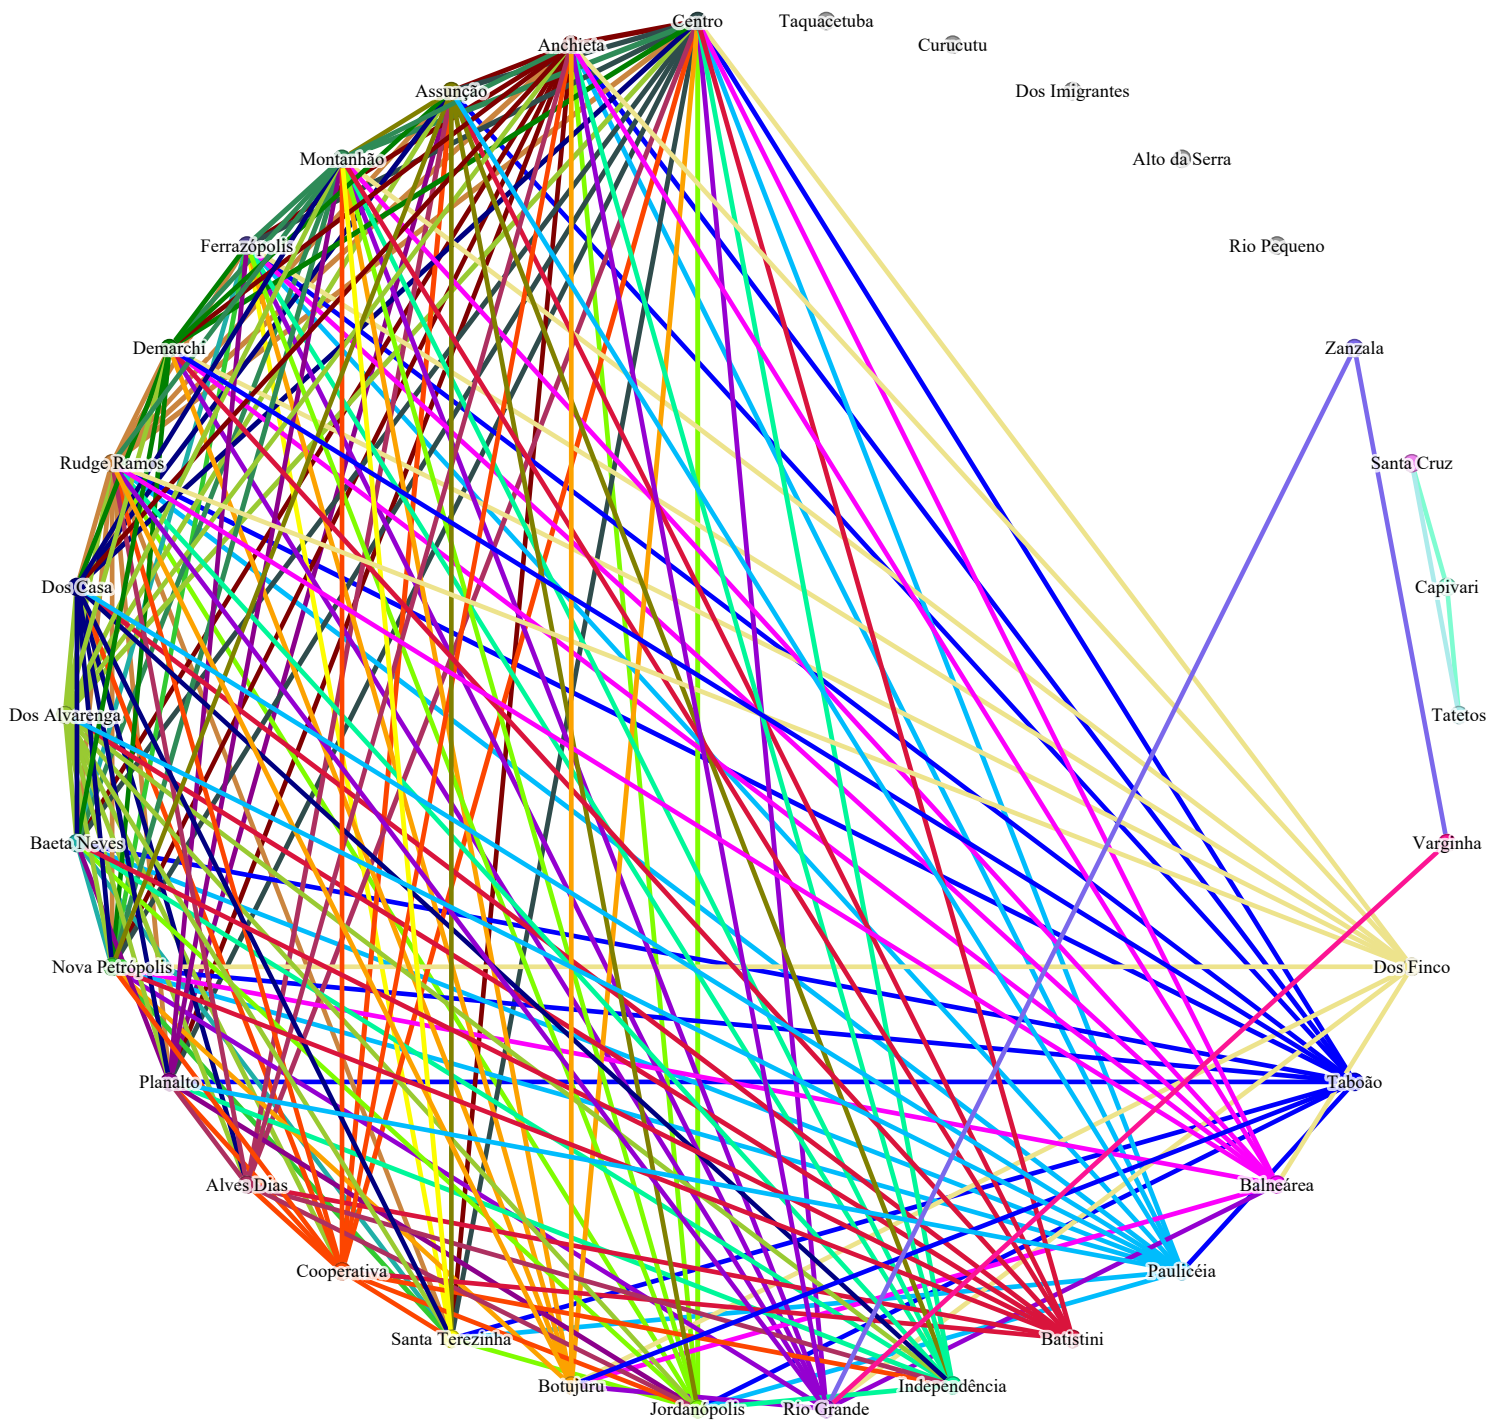 Centro
Taquacetuba
Anchieta
Curucutu
Assunção
Dos Imigrantes
Montanhão
Alto da Serra
Ferrazópolis
Rio Pequeno
Demarchi
Zanzala
Rudge Ramos
Santa Cruz
Dos Casa
Capivari
Dos Alvarenga
Tatetos
Baeta Neves
Varginha
Nova Petrópolis
Dos Finco
Planalto
Taboão
Alves Dias
Balneárea
Cooperativa
Paulicéia
Santa Terezinha
Batistini
Botujuru
Independência
Jordanópolis
Rio Grande